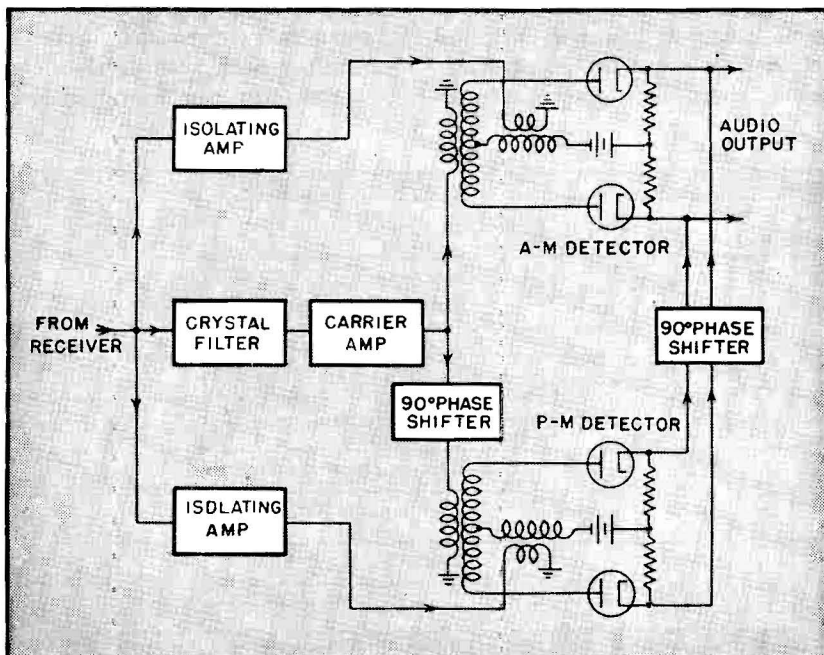 ISOLATING
AMP
AUDIO
OUTPUT
A-M DETECTOR
FROM
RECEIVER
CRYSTAL
FILTER
CARRIER
AMP
90° PHASE
SHIFTER
90° PHASE
SHIFTER
P-M DETECTOR
ISOLATING
AMP